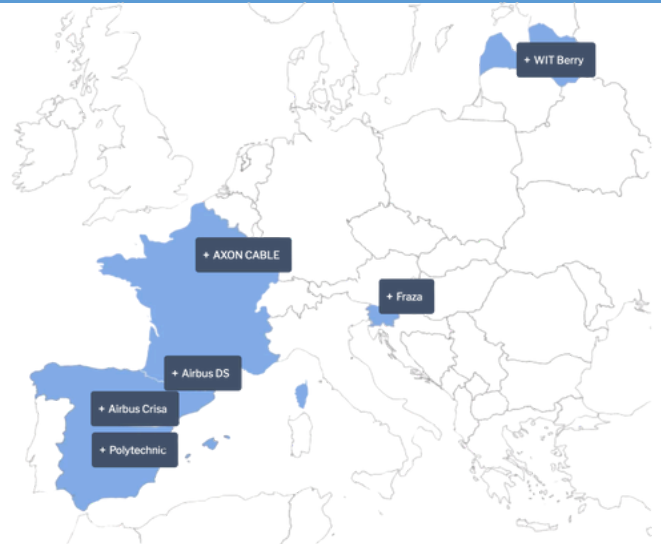 + WIT Berry
+ AXON CABLE
+ Fraza
+ Airbus DS
+ Airbus Crisa
+ Polytechnic